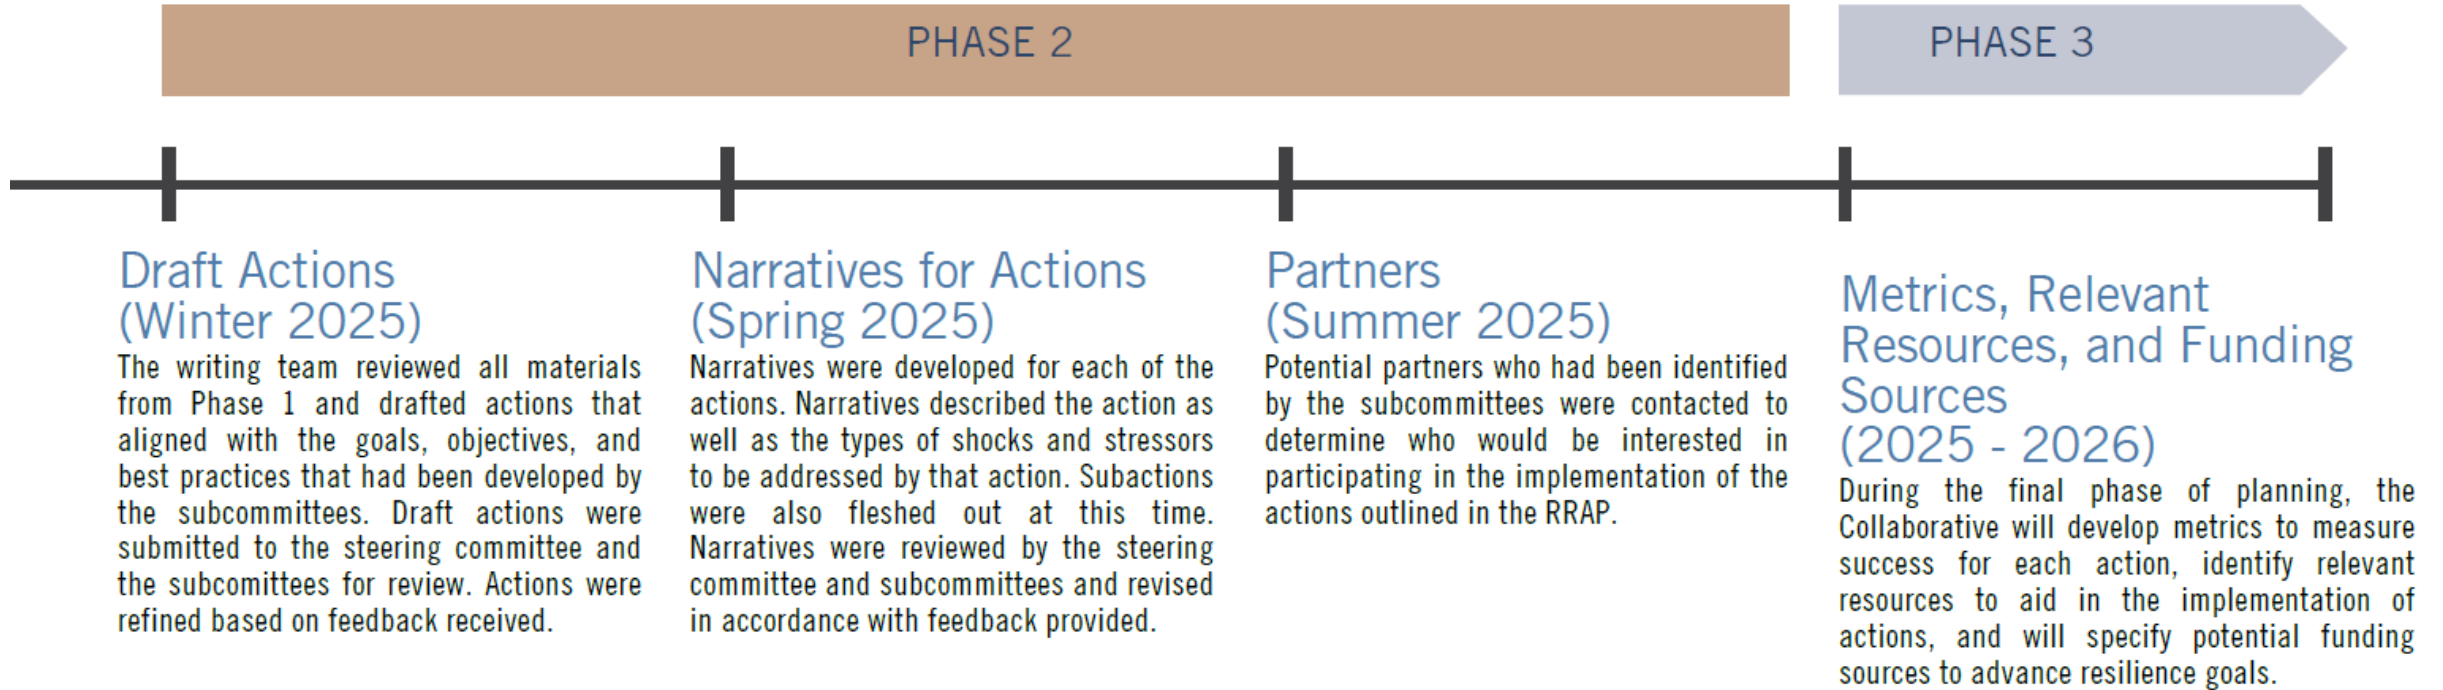 PHASE 2
PHASE 3
Draft Actions
(Winter 2025)
The writing team reviewed all materials
from Phase 1 and drafted actions that
aligned with the goals, objectives, and
best practices that had been developed by
the subcommittees. Draft actions were
submitted to the steering committee and
the subcomittees for review. Actions were
refined based on feedback received.
Narratives for Actions
(Spring 2025)
Narratives were developed for each of the
actions. Narratives described the action as
well as the types of shocks and stressors
to be addressed by that action. Subactions
were also fleshed out at this time.
Narratives were reviewed by the steering
committee and subcommittees and revised
in accordance with feedback provided.
Partners
(Summer 2025)
Potential partners who had been identified
by the subcommittees were contacted to
determine who would be interested in
participating in the implementation of the
actions outlined in the RRAP.
Metrics, Relevant
Resources, and Funding
Sources
(2025 - 2026)
During the final phase of planning, the
Collaborative will develop metrics to measure
success for each action, identify relevant
resources to aid in the implementation of
actions, and will specify potential funding
sources to advance resilience goals.